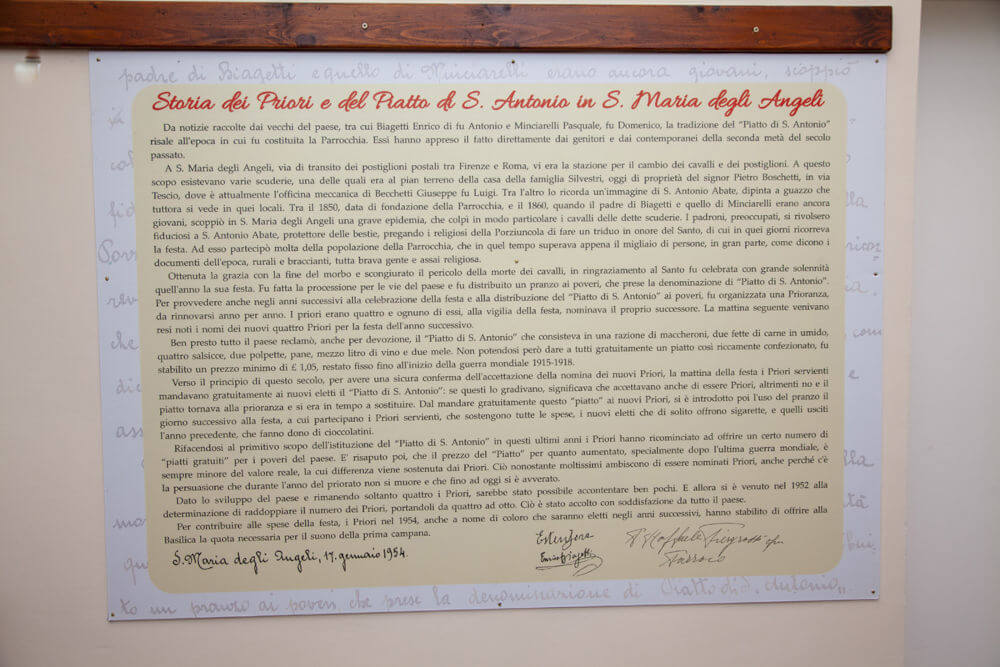 padre di Biagetti e quello di Minciarelli erano ancora giovani, scoppiò
Storia dei Priori e del Piatto di S. Antonio in S. Maria degli Angeli
Da notizie raccolte dai vecchi del paese, tra cui Biagetti Enrico di fu Antonio e Minciarelli Pasquale, fu Domenico, la tradizione del "Piatto di S. Antonio"
risale all'epoca in cui fu costituita la Parrocchia. Essi hanno appreso il fatto direttamente dai genitori e dai contemporanei della seconda metà del secolo
passato.
A S. Maria degli Angeli, via di transito dei postiglioni postali tra Firenze e Roma, vi era la stazione per il cambio dei cavalli e dei postiglioni. A questo
scopo esistevano varie scuderie, una delle quali era al pian terreno della casa della famiglia Silvestri, oggi di proprietà del signor Pietro Boschetti, in via
Tescio, dove è attualmente l'officina meccanica di Becchetti Giuseppe fu Luigi. Tra l'altro lo ricorda un'immagine di S. Antonio Abate, dipinta a guazzo che
tuttora si vede in quei locali. Tra il 1850, data di fondazione della Parrocchia, e il 1860, quando il padre di Biagetti e quello di Minciarelli erano ancora
giovani, scoppiò in S. Maria degli Angeli una grave epidemia, che colpì in modo particolare i cavalli delle dette scuderie. I padroni, preoccupati, si rivolsero
fiduciosi a S. Antonio Abate, protettore delle bestie, pregando i religiosi della Porziuncola di fare un triduo in onore del Santo, di cui in quei giorni ricorreva
la festa. Ad esso partecipò molta della popolazione della Parrocchia, che in quel tempo superava appena il migliaio di persone, in gran parte, come dicono i
documenti dell'epoca, rurali e braccianti, tutta brava gente e assai religiosa.
Ottenuta la grazia con la fine del morbo e scongiurato il pericolo della morte dei cavalli, in ringraziamento al Santo fu celebrata con grande solennità
quell'anno la sua festa. Fu fatta la processione per le vie del paese e fu distribuito un pranzo ai poveri, che prese la denominazione di "Piatto di S. Antonio".
Per provvedere anche negli anni successivi alla celebrazione della festa e alla distribuzione del "Piatto di S. Antonio" ai poveri, fu organizzata una Prioranza,
da rinnovarsi anno per anno. I priori erano quattro e ognuno di essi, alla vigilia della festa, nominava il proprio successore. La mattina seguente venivano
resi noti i nomi dei nuovi quattro Priori per la festa dell'anno successivo.
Ben presto tutto il paese reclamò, anche per devozione, il "Piatto di S. Antonio" che consisteva in una razione di maccheroni, due fette di carne in umido,
quattro salsicce, due polpette, pane, mezzo litro di vino e due mele. Non potendosi però dare a tutti gratuitamente un piatto così riccamente confezionato, fu
stabilito un prezzo minimo di £ 1,05, restato fisso fino all'inizio della guerra mondiale 1915-1918.
Verso il principio di questo secolo, per avere una sicura conferma dell'accettazione della nomina dei nuovi Priori, la mattina della festa i Priori servienti
mandavano gratuitamente ai nuovi eletti il "Piatto di S. Antonio": se questi lo gradivano, significava che accettavano anche di essere Priori, altrimenti no e il
piatto tornava alla prioranza e si era in tempo a sostituire. Dal mandare gratuitamente questo "piatto" ai nuovi Priori, si è introdotto poi l'uso del pranzo il
giorno successivo alla festa, a cui partecipano i Priori servienti, che sostengono tutte le spese, i nuovi eletti che di solito offrono sigarette, e quelli usciti
l'anno precedente, che fanno dono di cioccolatini.
Rifacendosi al primitivo scopo dell'istituzione del "Piatto di S. Antonio" in questi ultimi anni i Priori hanno ricominciato ad offrire un certo numero di
"piatti gratuiti" per i poveri del paese. E' risaputo poi, che il prezzo del "Piatto" per quanto aumentato, specialmente dopo l'ultima guerra mondiale, è
sempre minore del valore reale, la cui differenza viene sostenuta dai Priori. Ciò nonostante moltissimi ambiscono di essere nominati Priori, anche perché c'è
la persuasione che durante l'anno del priorato non si muore e che fino ad oggi si è avverato.
Dato lo sviluppo del paese e rimanendo soltanto quattro i Priori, sarebbe stato possibile accontentare ben pochi. E allora si è venuto nel 1952 alla
determinazione di raddoppiare il numero dei Priori, portandoli da quattro ad otto. Ciò è stato accolto con soddisfazione da tutto il paese.
Per contribuire alle spese della festa, i Priori nel 1954, anche a nome di coloro che saranno eletti negli anni successivi, hanno stabilito di offrire alla
Basilica la quota necessaria per il suono della prima campana.
S. Maria degli Angeli, 17. gennaio 1954.
Estensore
Enrico Biagetti
P. Raffaele
Parroco
to un pranzo ai poveri, che prese la denominazione di Piatto di S. Antonio,,